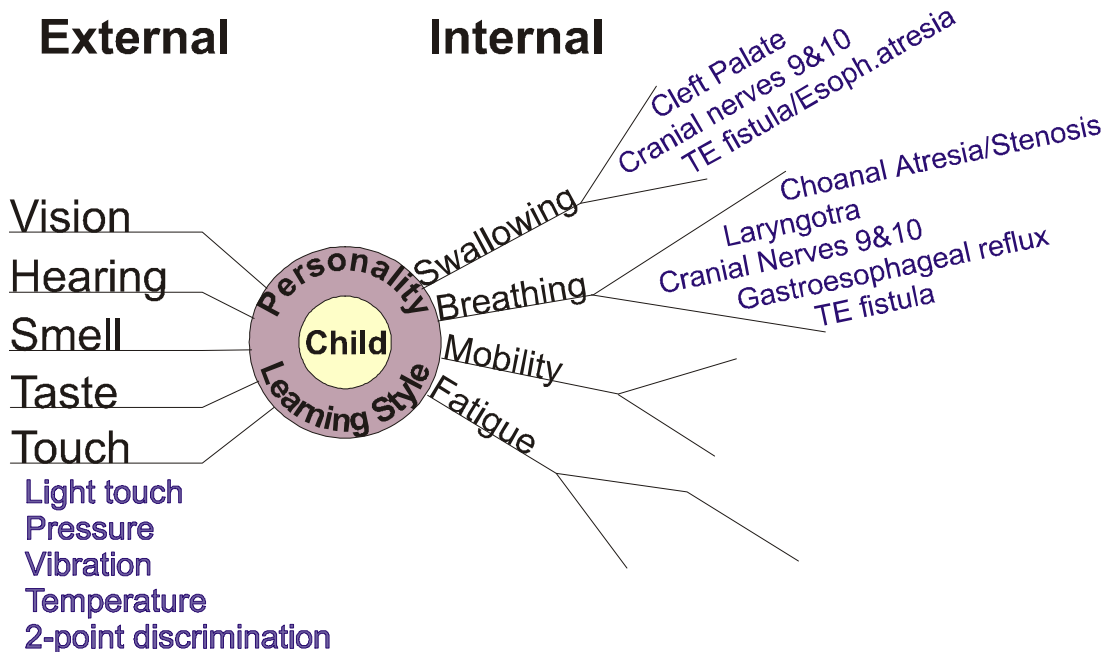 External
Internal
Vision
Hearing
Smell
Taste
Touch
Light touch
Pressure
Vibration
Temperature
2-point discrimination
Personality
Child
Learning Style
Swallowing
Cleft Palate
Cranial nerves 9&10
TE fistula/Esoph.atresia
Breathing
Choanal Atresia/Stenosis
Laryngotra
Cranial Nerves 9&10
Gastroesophageal reflux
TE fistula
Mobility
Fatigue